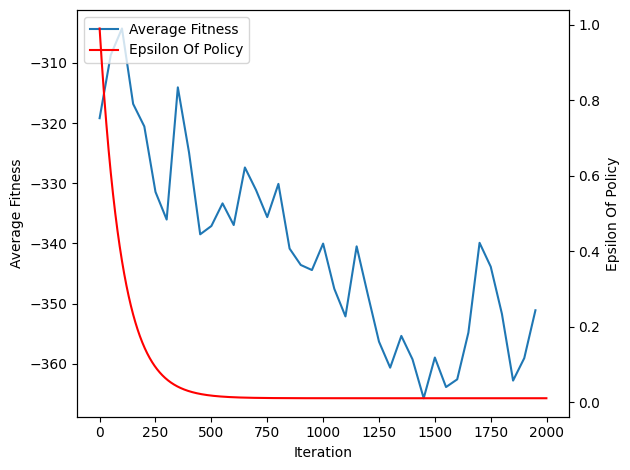 Average Fitness
Epsilon Of Policy
−310
−320
−330
−340
−350
−360
Average Fitness
1.0
0.8
0.6
0.4
0.2
0.0
Epsilon Of Policy
0 250 500 750 1000 1250 1500 1750 2000
Iteration